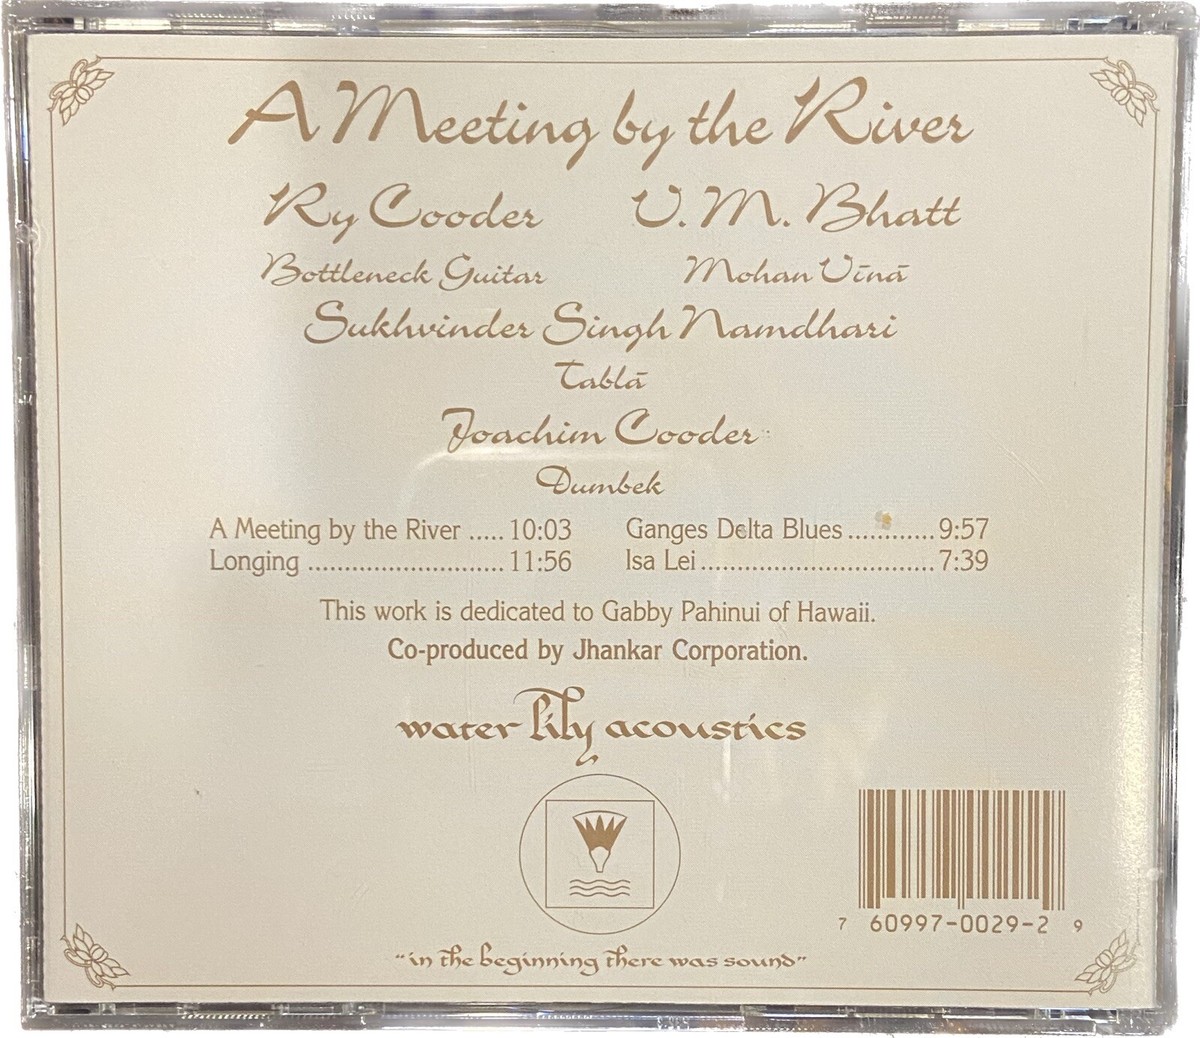 A Meeting by the River
Ry Cooder V. M. Bhatt
Bottleneck Guitar Mohan Vīnā
Sukhvinder Singh Namdhari
Tablā
Joachim Cooder
Dumbek
A Meeting by the River ..... 10:03 Ganges Delta Blues ............ 9:57
Longing ........................... 11:56 Isa Lei ................................ 7:39
This work is dedicated to Gabby Pahinui of Hawaii.
Co-produced by Jhankar Corporation.
water lily acoustics
7 60997-0029-2 9
"in the beginning there was sound"